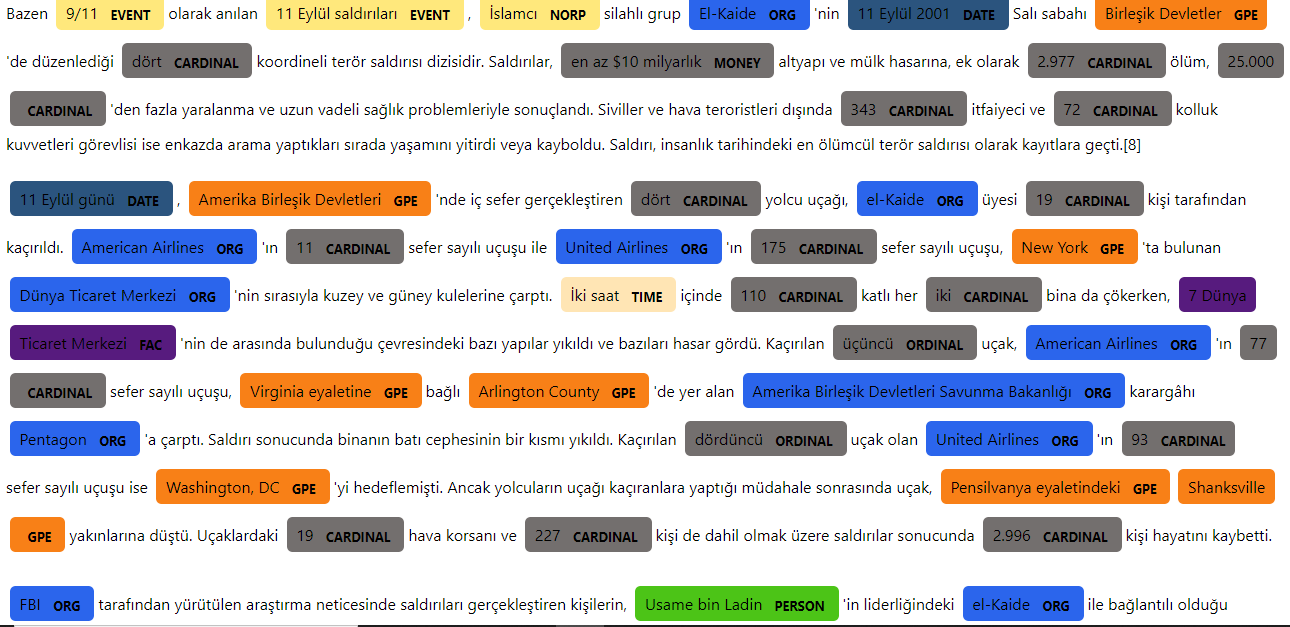 Bazen 9/11 EVENT olarak anılan 11 Eylül saldırıları EVENT , İslamcı NORP silahlı grup El-Kaide ORG 'nin 11 Eylül 2001 DATE Salı sabahı Birleşik Devletler GPE
'de düzenlediği dört CARDINAL koordineli terör saldırısı dizisidir. Saldırılar, en az $10 milyarlık MONEY altyapı ve mülk hasarına, ek olarak 2.977 CARDINAL ölüm, 25.000
CARDINAL 'den fazla yaralanma ve uzun vadeli sağlık problemleriyle sonuçlandı. Siviller ve hava teroristleri dışında 343 CARDINAL itfaiyeci ve 72 CARDINAL kolluk
kuvvetleri görevlisi ise enkazda arama yaptıkları sırada yaşamını yitirdi veya kayboldu. Saldırı, insanlık tarihindeki en ölümcül terör saldırısı olarak kayıtlara geçti.[8]
11 Eylül günü DATE , Amerika Birleşik Devletleri GPE 'nde iç sefer gerçekleştiren dört CARDINAL yolcu uçağı, el-Kaide ORG üyesi 19 CARDINAL kişi tarafından
kaçırıldı. American Airlines ORG 'ın 11 CARDINAL sefer sayılı uçuşu ile United Airlines ORG 'ın 175 CARDINAL sefer sayılı uçuşu, New York GPE 'ta bulunan
Dünya Ticaret Merkezi ORG 'nin sırasıyla kuzey ve güney kulelerine çarptı. İki saat TIME içinde 110 CARDINAL katlı her iki CARDINAL bina da çökerken, 7 Dünya
Ticaret Merkezi FAC 'nin de arasında bulunduğu çevresindeki bazı yapılar yıkıldı ve bazıları hasar gördü. Kaçırılan üçüncü ORDINAL uçak, American Airlines ORG 'ın 77
CARDINAL sefer sayılı uçuşu, Virginia eyaletine GPE bağlı Arlington County GPE 'de yer alan Amerika Birleşik Devletleri Savunma Bakanlığı ORG karargâhı
Pentagon ORG 'a çarptı. Saldırı sonucunda binanın batı cephesinin bir kısmı yıkıldı. Kaçırılan dördüncü ORDINAL uçak olan United Airlines ORG 'ın 93 CARDINAL
sefer sayılı uçuşu ise Washington, DC GPE 'yi hedeflemişti. Ancak yolcuların uçağı kaçıranlara yaptığı müdahale sonrasında uçak, Pensilvanya eyaletindeki GPE Shanksville
GPE yakınlarına düştü. Uçaklardaki 19 CARDINAL hava korsanı ve 227 CARDINAL kişi de dahil olmak üzere saldırılar sonucunda 2.996 CARDINAL kişi hayatını kaybetti.
FBI ORG tarafından yürütülen araştırma neticesinde saldırıları gerçekleştiren kişilerin, Usame bin Ladin PERSON 'in liderliğindeki el-Kaide ORG ile bağlantılı olduğu